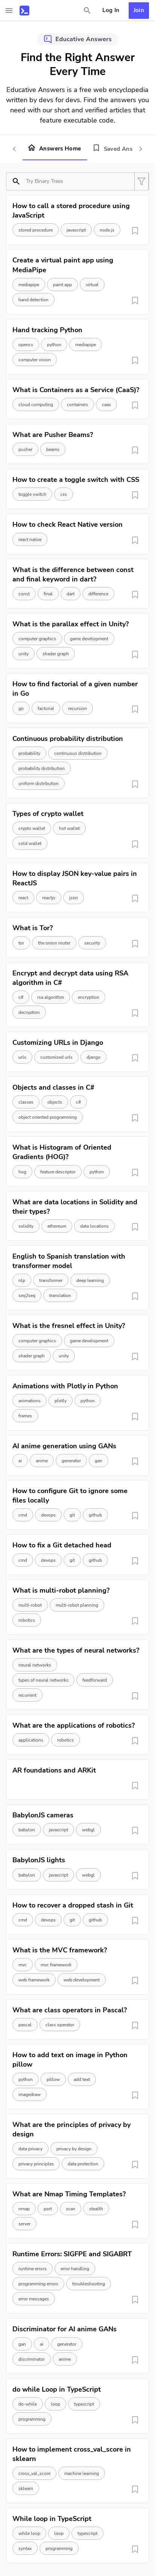 Log In
Join
Educative Answers
Find the Right Answer
Every Time
Educative Answers is a free web encyclopedia
written by devs for devs. Find the answers you
need with our short and verified articles that
feature executable code.
Answers Home
Saved Ans
Try Binary Trees
How to call a stored procedure using
JavaScript
stored procedure javascript node.js
Create a virtual paint app using
MediaPipe
mediapipe paint app virtual
hand detection
Hand tracking Python
opencv python mediapipe
computer vision
What is Containers as a Service (CaaS)?
cloud computing containers caas
What are Pusher Beams?
pusher beams
How to create a toggle switch with CSS
toggle switch css
How to check React Native version
react native
What is the difference between const
and final keyword in dart?
const final dart difference
What is the parallax effect in Unity?
computer graphics game development
unity shader graph
How to find factorial of a given number
in Go
go factorial recursion
Continuous probability distribution
probability continuous distribution
probability distribution
uniform distribution
Types of crypto wallet
crypto wallet hot wallet
cold wallet
How to display JSON key-value pairs in
ReactJS
react reactjs json
What is Tor?
tor the onion router security
Encrypt and decrypt data using RSA
algorithm in C#
c# rsa algorithm encryption
decryption
Customizing URLs in Django
urls customized urls django
Objects and classes in C#
classes objects c#
object oriented programming
What is Histogram of Oriented
Gradients (HOG)?
hog feature descriptor python
What are data locations in Solidity and
their types?
solidity ethereum data locations
English to Spanish translation with
transformer model
nlp transformer deep learning
seq2seq translation
What is the fresnel effect in Unity?
computer graphics game development
shader graph unity
Animations with Plotly in Python
animations plotly python
frames
AI anime generation using GANs
ai anime generator gan
How to configure Git to ignore some
files locally
cmd devops git github
How to fix a Git detached head
cmd devops git github
What is multi-robot planning?
multi-robot multi-robot planning
robotics
What are the types of neural networks?
neural networks
types of neural networks feedforward
recurrent
What are the applications of robotics?
applications robotics
AR foundations and ARKit
BabylonJS cameras
babylon javascript webgl
BabylonJS lights
babylon javascript webgl
How to recover a dropped stash in Git
cmd devops git github
What is the MVC framework?
mvc mvc framework
web framework web development
What are class operators in Pascal?
pascal class operator
How to add text on image in Python
pillow
python pillow add text
imagedraw
What are the principles of privacy by
design
data privacy privacy by design
privacy principles data protection
What are Nmap Timing Templates?
nmap port scan stealth
server
Runtime Errors: SIGFPE and SIGABRT
runtime errors error handling
programming errors troubleshooting
error messages
Discriminator for AI anime GANs
gan ai generator
discriminator anime
do while Loop in TypeScript
do-while loop typescript
programming
How to implement cross_val_score in
sklearn
cross_val_score machine learning
sklearn
While loop in TypeScript
while loop loop typescript
syntax programming